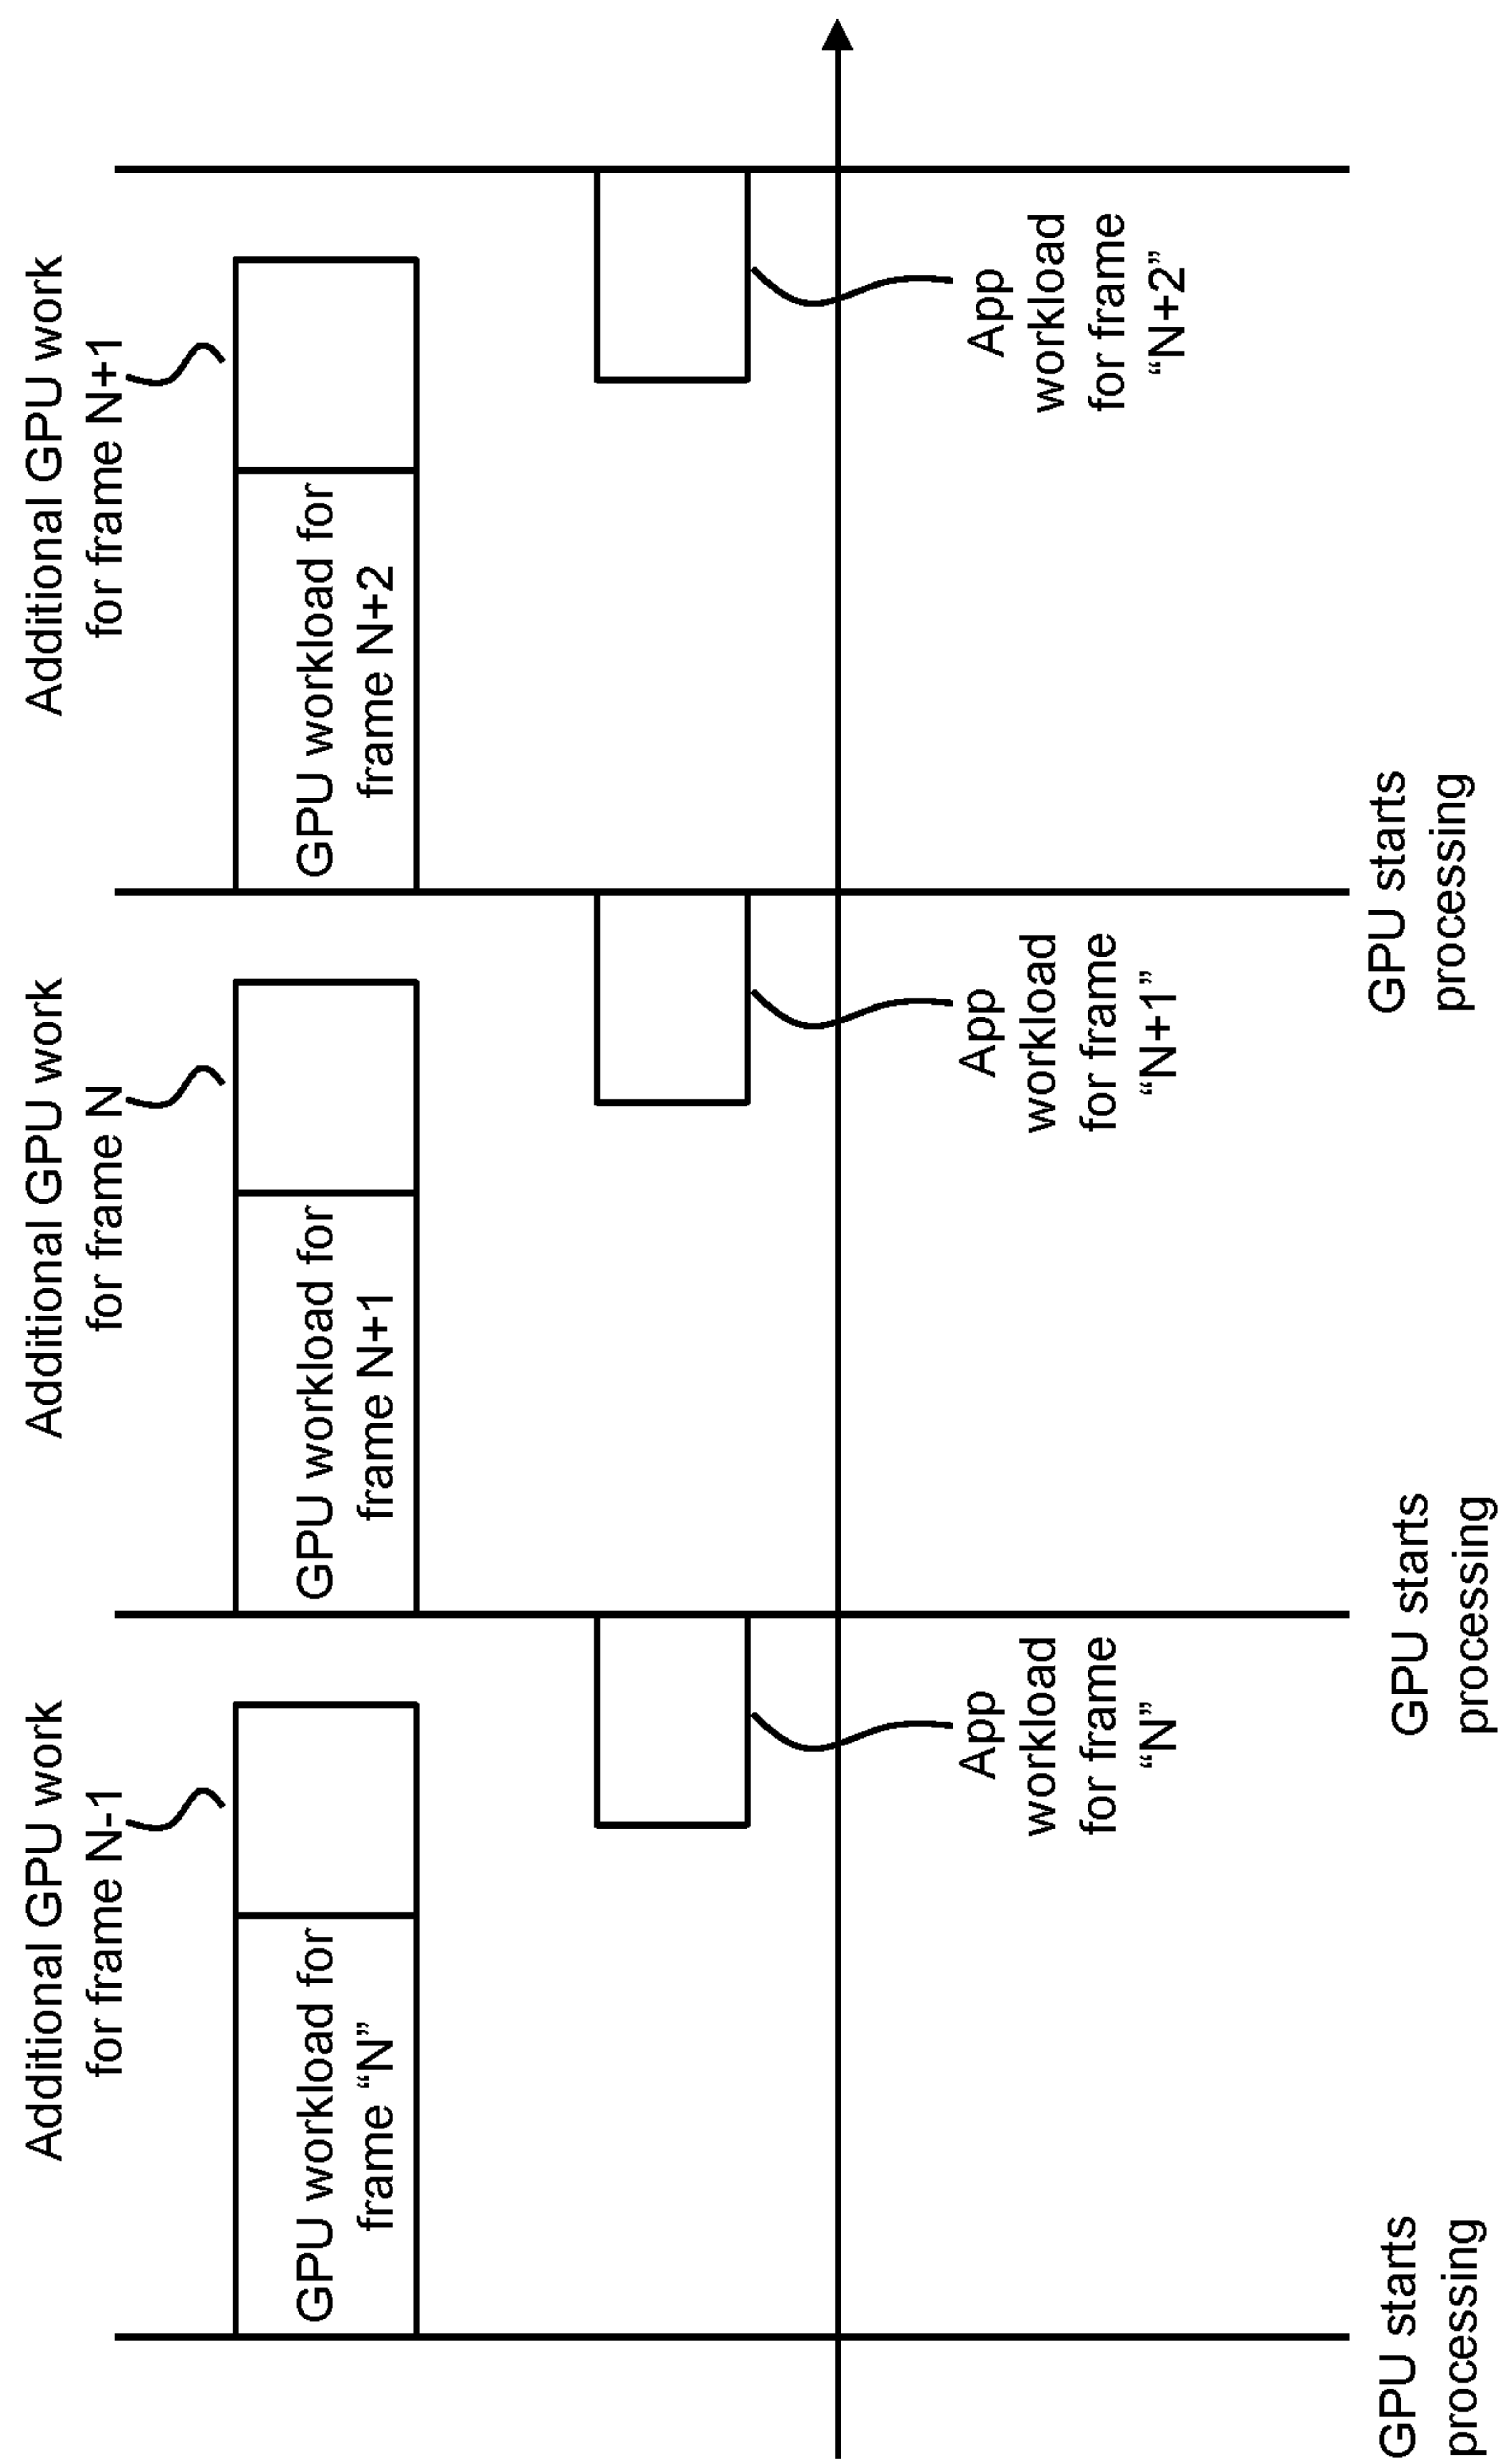 Additional GPU work
for frame N-1
Additional GPU work
for frame N
Additional GPU work
for frame N+1
GPU workload for
frame “N”
GPU workload for
frame N+1
GPU workload for
frame N+2
App
workload
for frame
“N”
App
workload
for frame
“N+1”
App
workload
for frame
“N+2”
GPU starts
processing
GPU starts
processing
GPU starts
processing